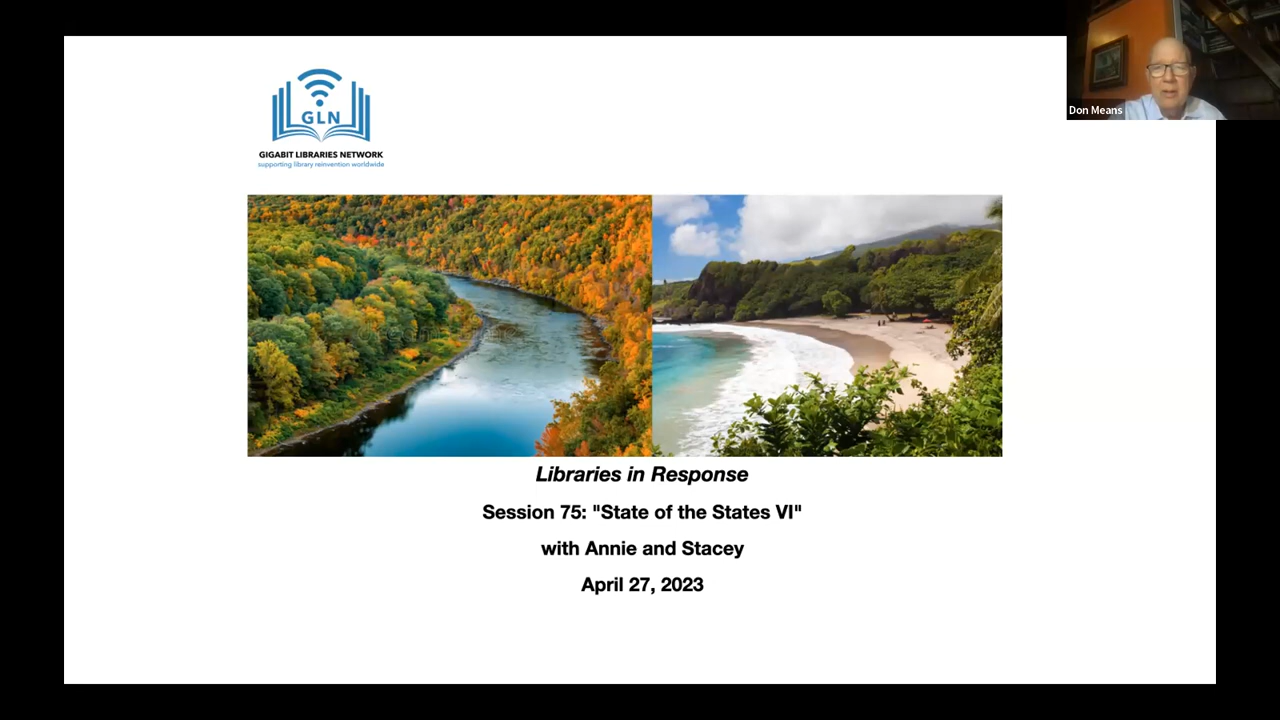 Don Means
GLN
GIGABIT LIBRARIES NETWORK
supporting library reinvention worldwide
Libraries in Response
Session 75: "State of the States VI"
with Annie and Stacey
April 27, 2023